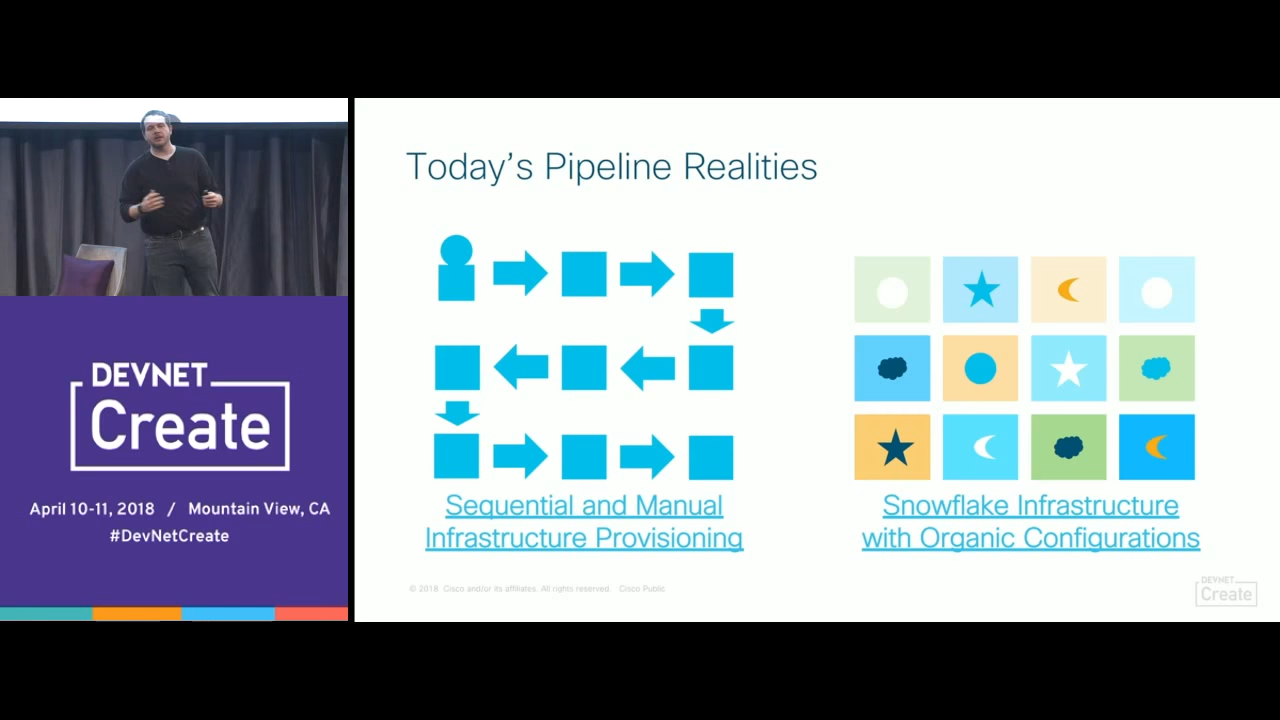 DEVNET
Create
April 10-11, 2018 / Mountain View, CA
#DevNetCreate
Today's Pipeline Realities
Sequential and Manual
Infrastructure Provisioning
Snowflake Infrastructure
with Organic Configurations
© 2018 Cisco and/or its affiliates. All rights reserved. Cisco Public
DEVNET
Create